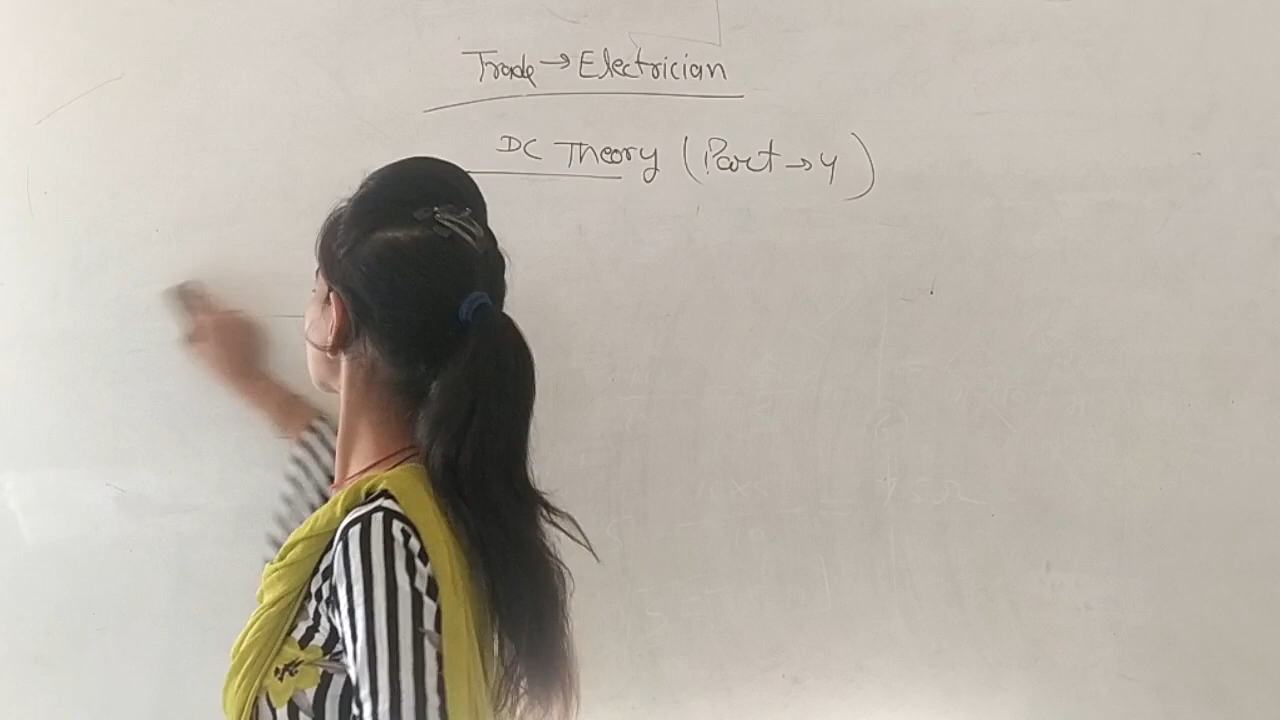 Trade → Electrician
DC Theory (Part → 4)